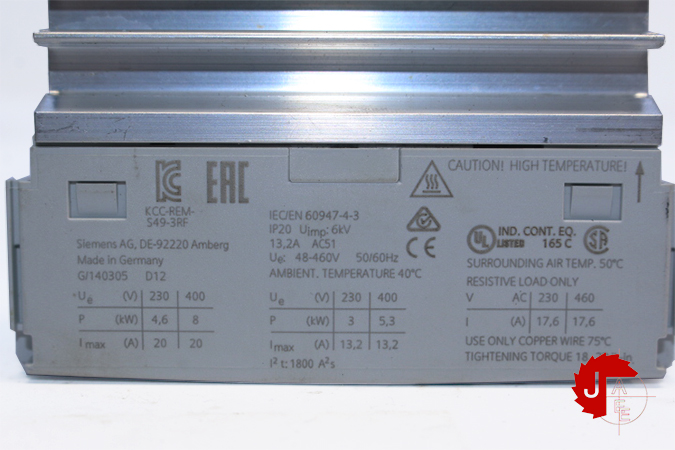 CAUTION! HIGH TEMPERATURE!
EAC
KCC-REM-
S49-3RF
Siemens AG, DE-92220 Amberg
Made in Germany
G/140305 D12
Ue (V) 230 400
P (kW) 4,6 8
I max (A) 20 20
IEC/EN 60947-4-3
IP20 Uimp: 6kV
13,2A AC51
Ue: 48-460V 50/60Hz
AMBIENT. TEMPERATURE 40°C
Ue (V) 230 400
P (kW) 3 5,3
I max (A) 13,2 13,2
I² t: 1800 A²s
CE
UL LISTED
IND. CONT. EQ.
165 C
SURROUNDING AIR TEMP. 50°C
RESISTIVE LOAD ONLY
V AC 230 460
I (A) 17,6 17,6
USE ONLY COPPER WIRE 75°C
TIGHTENING TORQUE 18
J